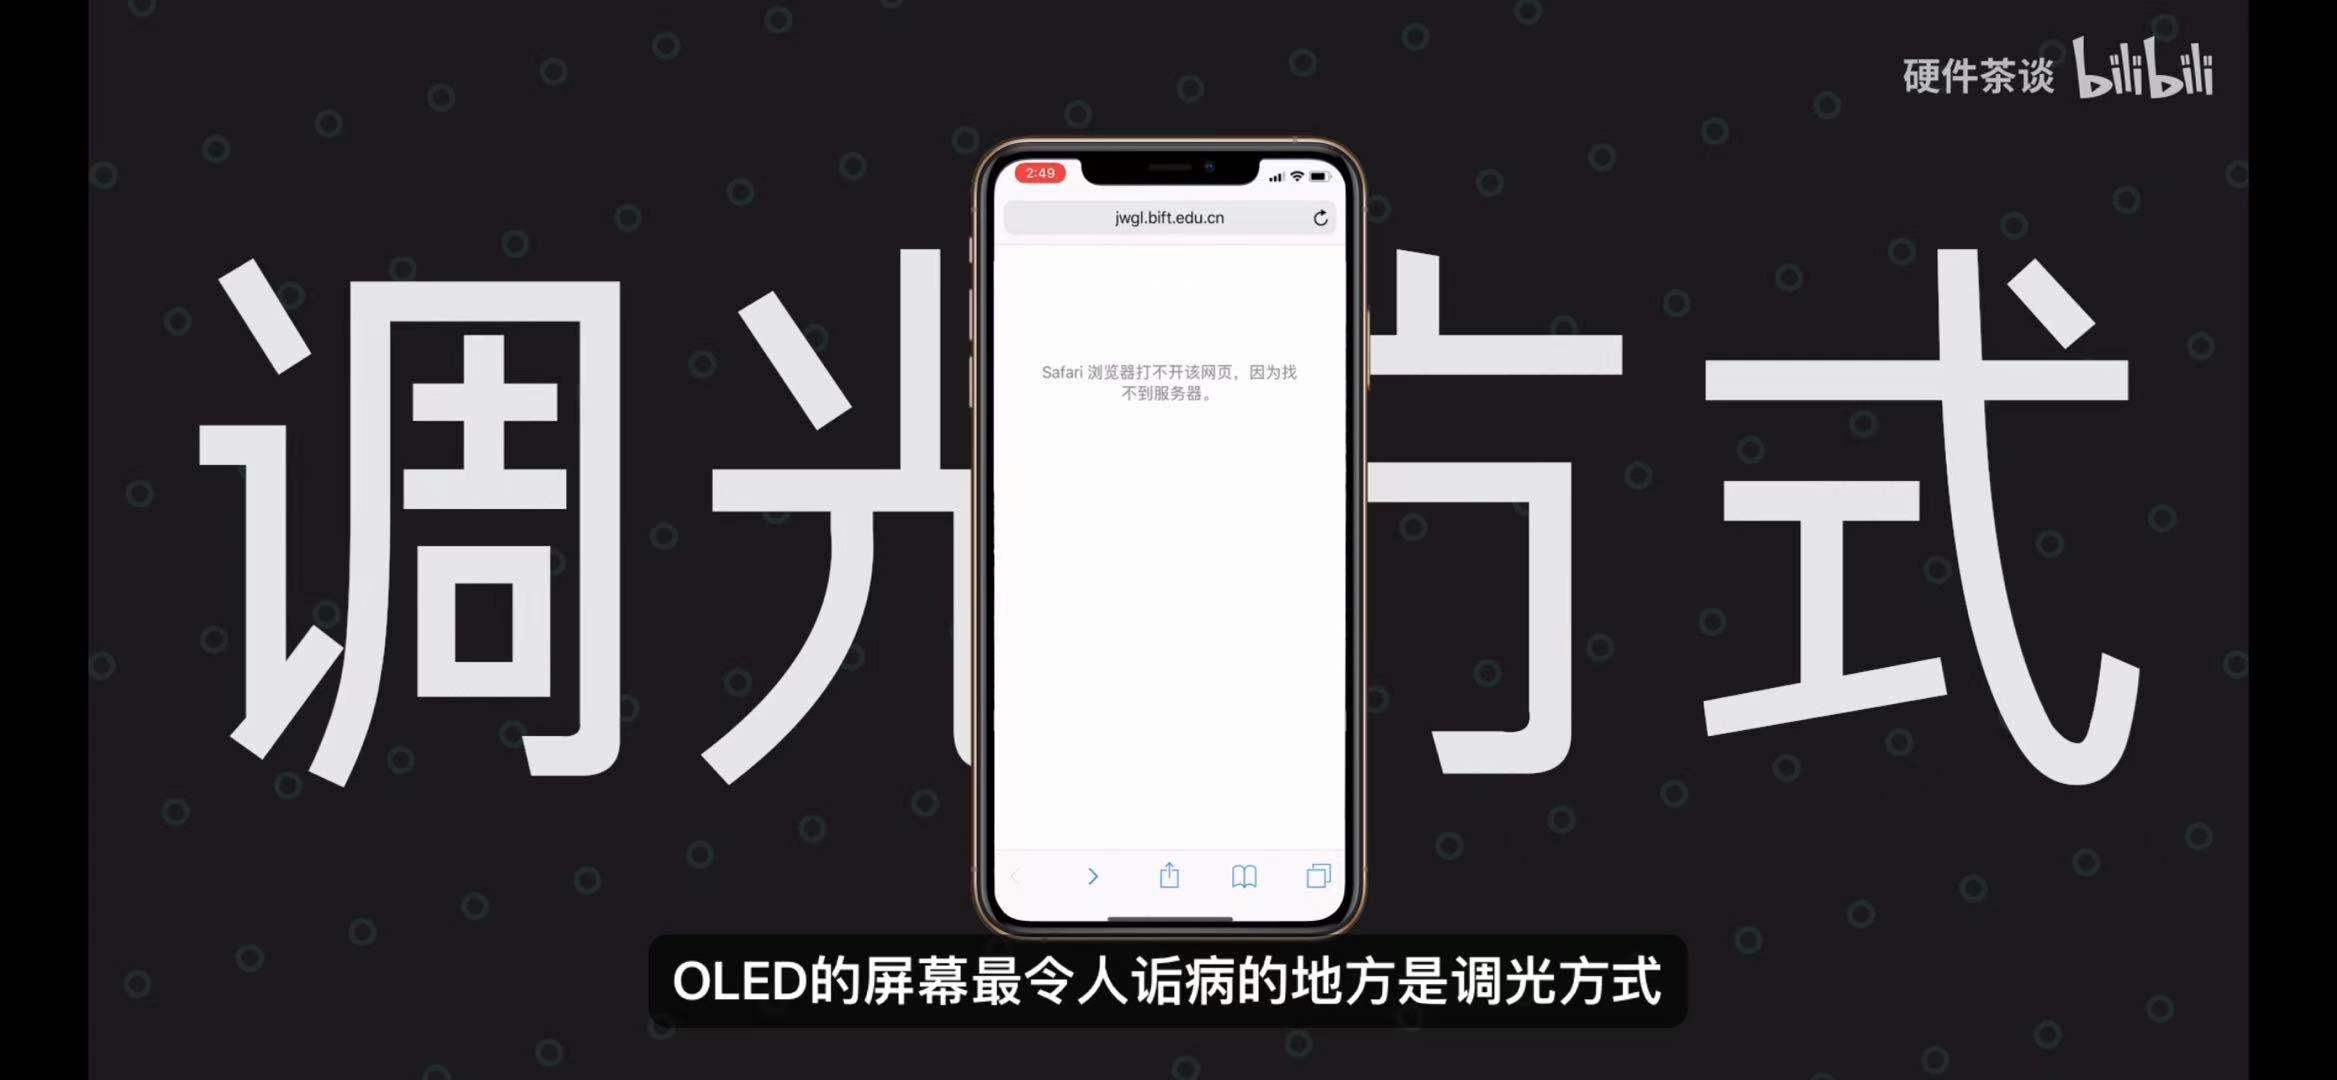 硬件茶谈 bilibili
调光方式
2:49
jwgl.bift.edu.cn
Safari 浏览器打不开该网页，因为找
不到服务器。
OLED的屏幕最令人诟病的地方是调光方式